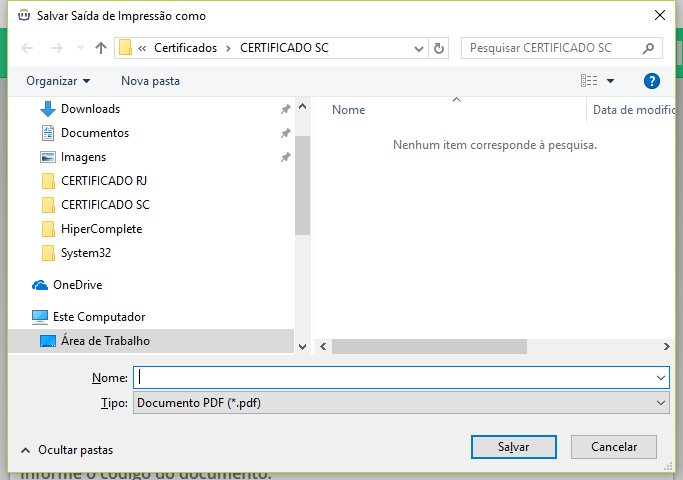 Salvar Saída de Impressão como
« Certificados › CERTIFICADO SC
Pesquisar CERTIFICADO SC
Organizar
Nova pasta
Downloads
Documentos
Imagens
CERTIFICADO RJ
CERTIFICADO SC
HiperComplete
System32
OneDrive
Este Computador
Área de Trabalho
Nome
Data de modific
Nenhum item corresponde à pesquisa.
Nome:
Tipo: Documento PDF (*.pdf)
Ocultar pastas
Salvar
Cancelar
Informe o código do documento: